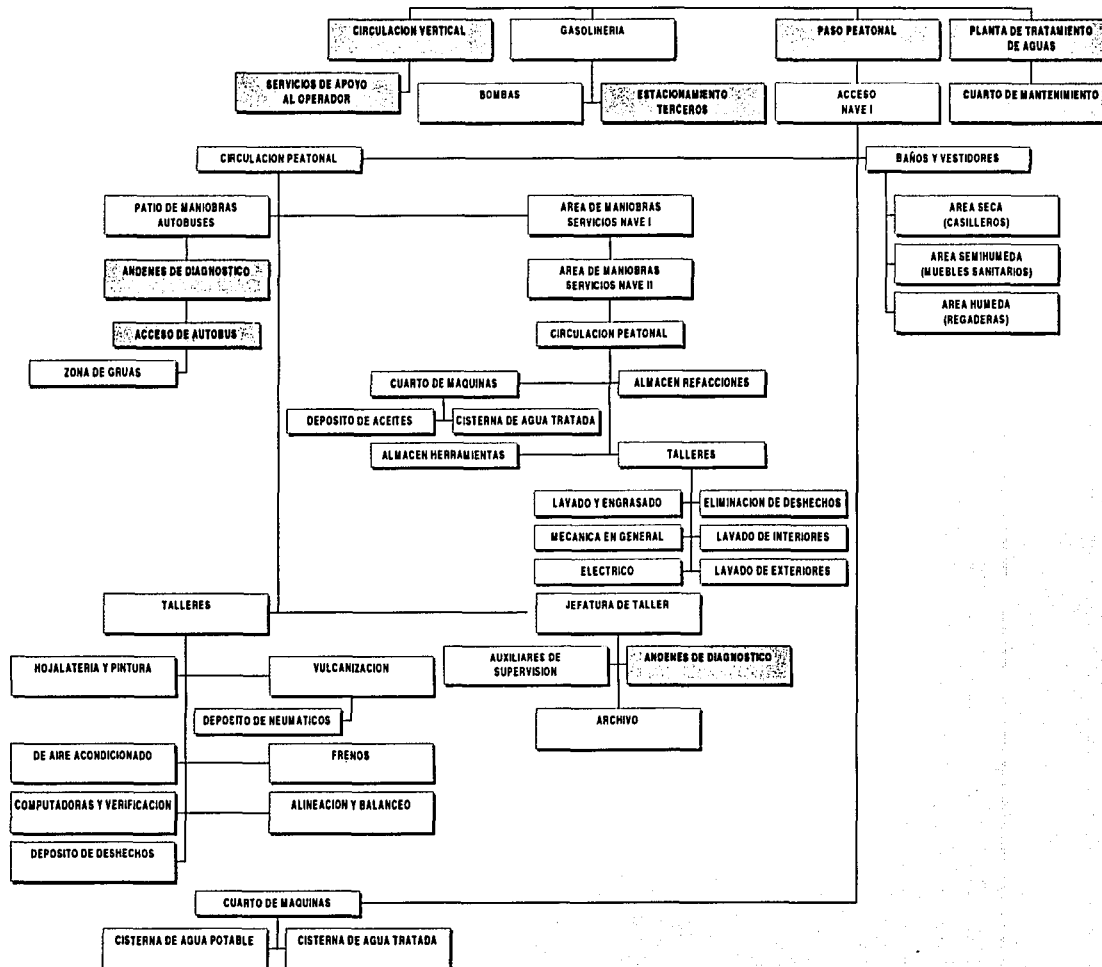 CIRCULACION VERTICAL
GASOLINERIA
PASO PEATONAL
PLANTA DE TRATAMIENTO
DE AGUAS
SERVICIOS DE APOYO
AL OPERADOR
BOMBAS
ESTACIONAMIENTO
TERCEROS
ACCESO
NAVE I
CUARTO DE MANTENIMIENTO
CIRCULACION PEATONAL
BAÑOS Y VESTIDORES
PATIO DE MANIOBRAS
AUTOBUSES
AREA DE MANIOBRAS
SERVICIOS NAVE I
AREA SECA
(CASILLEROS)
ANDENES DE DIAGNOSTICO
AREA DE MANIOBRAS
SERVICIOS NAVE II
AREA SEMIHUMEDA
(MUEBLES SANITARIOS)
ACCESO DE AUTOBUS
CIRCULACION PEATONAL
AREA HUMEDA
(REGADERAS)
ZONA DE GRUAS
CUARTO DE MAQUINAS
ALMACEN REFACCIONES
DEPOSITO DE ACEITES
CISTERNA DE AGUA TRATADA
ALMACEN HERRAMIENTAS
TALLERES
LAVADO Y ENGRASADO
ELIMINACION DE DESHECHOS
MECANICA EN GENERAL
LAVADO DE INTERIORES
ELECTRICO
LAVADO DE EXTERIORES
TALLERES
JEFATURA DE TALLER
HOJALATERIA Y PINTURA
VULCANIZACION
AUXILIARES DE
SUPERVISION
ANDENES DE DIAGNOSTICO
DEPOSITO DE NEUMATICOS
ARCHIVO
DE AIRE ACONDICIONADO
FRENOS
COMPUTADORAS Y VERIFICACION
ALINEACION Y BALANCEO
DEPOSITO DE DESHECHOS
CUARTO DE MAQUINAS
CISTERNA DE AGUA POTABLE
CISTERNA DE AGUA TRATADA